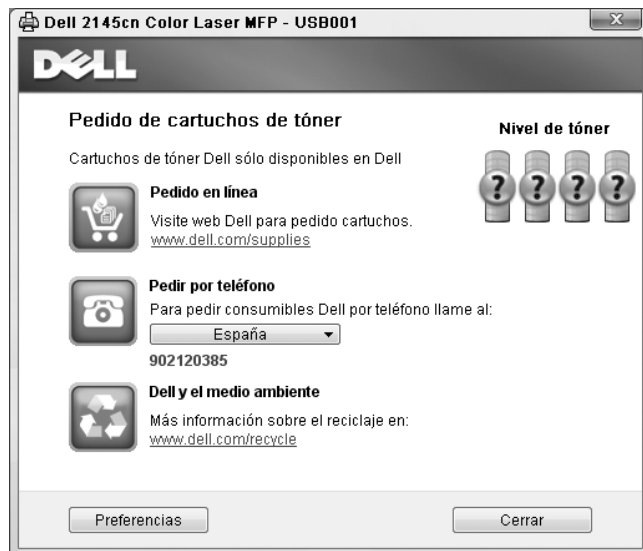 Dell 2145cn Color Laser MFP - USB001
DELL
Pedido de cartuchos de tóner
Nivel de tóner
Cartuchos de tóner Dell sólo disponibles en Dell
? ? ? ?
Pedido en línea
Visite web Dell para pedido cartuchos.
www.dell.com/supplies
Pedir por teléfono
Para pedir consumibles Dell por teléfono llame al:
España
902120385
Dell y el medio ambiente
Más información sobre el reciclaje en:
www.dell.com/recycle
Preferencias
Cerrar